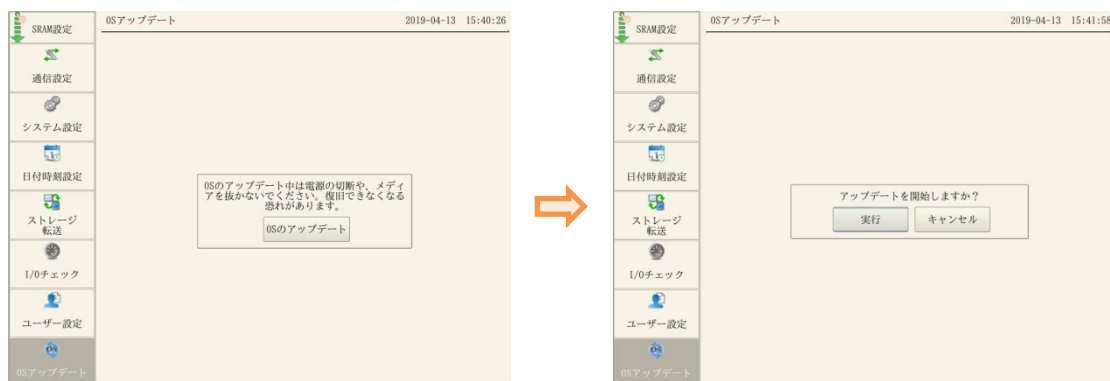 SRAM設定
OSアップデート
2019-04-13 15:40:26
通信設定
システム設定
日付時刻設定
ストレージ
転送
I/Oチェック
ユーザー設定
OSアップデート
OSのアップデート中は電源の切断や、メディ
アを抜かないでください。復旧できなくなる
恐れがあります。
OSのアップデート
SRAM設定
OSアップデート
2019-04-13 15:41:58
通信設定
システム設定
日付時刻設定
ストレージ
転送
I/Oチェック
ユーザー設定
OSアップデート
アップデートを開始しますか？
実行
キャンセル